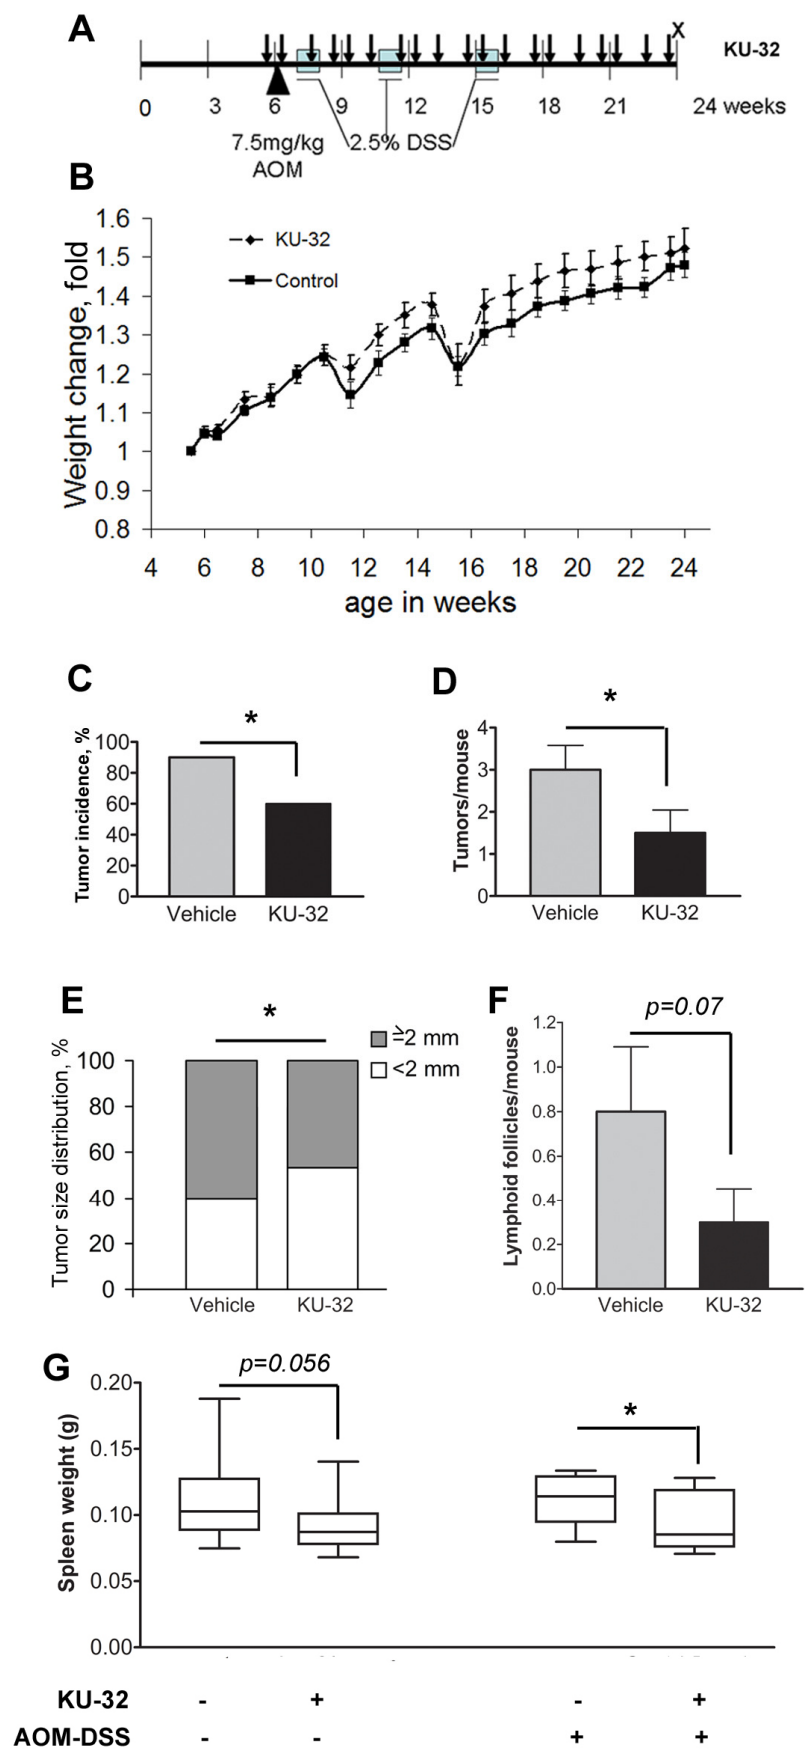 A
X
KU-32
0 3 6 9 12 15 18 21 24 weeks
7.5mg/kg 2.5% DSS
AOM
B
Weight change, fold
1.6
1.5
1.4
1.3
1.2
1.1
1
0.9
0.8
KU-32
Control
4 6 8 10 12 14 16 18 20 22 24
age in weeks
C
Tumor incidence, %
100
80
60
40
20
0
*
Vehicle KU-32
D
Tumors/mouse
4
3
2
1
0
*
Vehicle KU-32
E
Tumor size distribution, %
100
80
60
40
20
0
*
≥2 mm
<2 mm
Vehicle KU-32
F
p=0.07
Lymphoid follicles/mouse
1.2
1.0
0.8
0.6
0.4
0.2
0.0
Vehicle KU-32
G
Spleen weight (g)
0.20
0.15
0.10
0.05
0.00
p=0.056
*
KU-32 - + - +
AOM-DSS - - + +